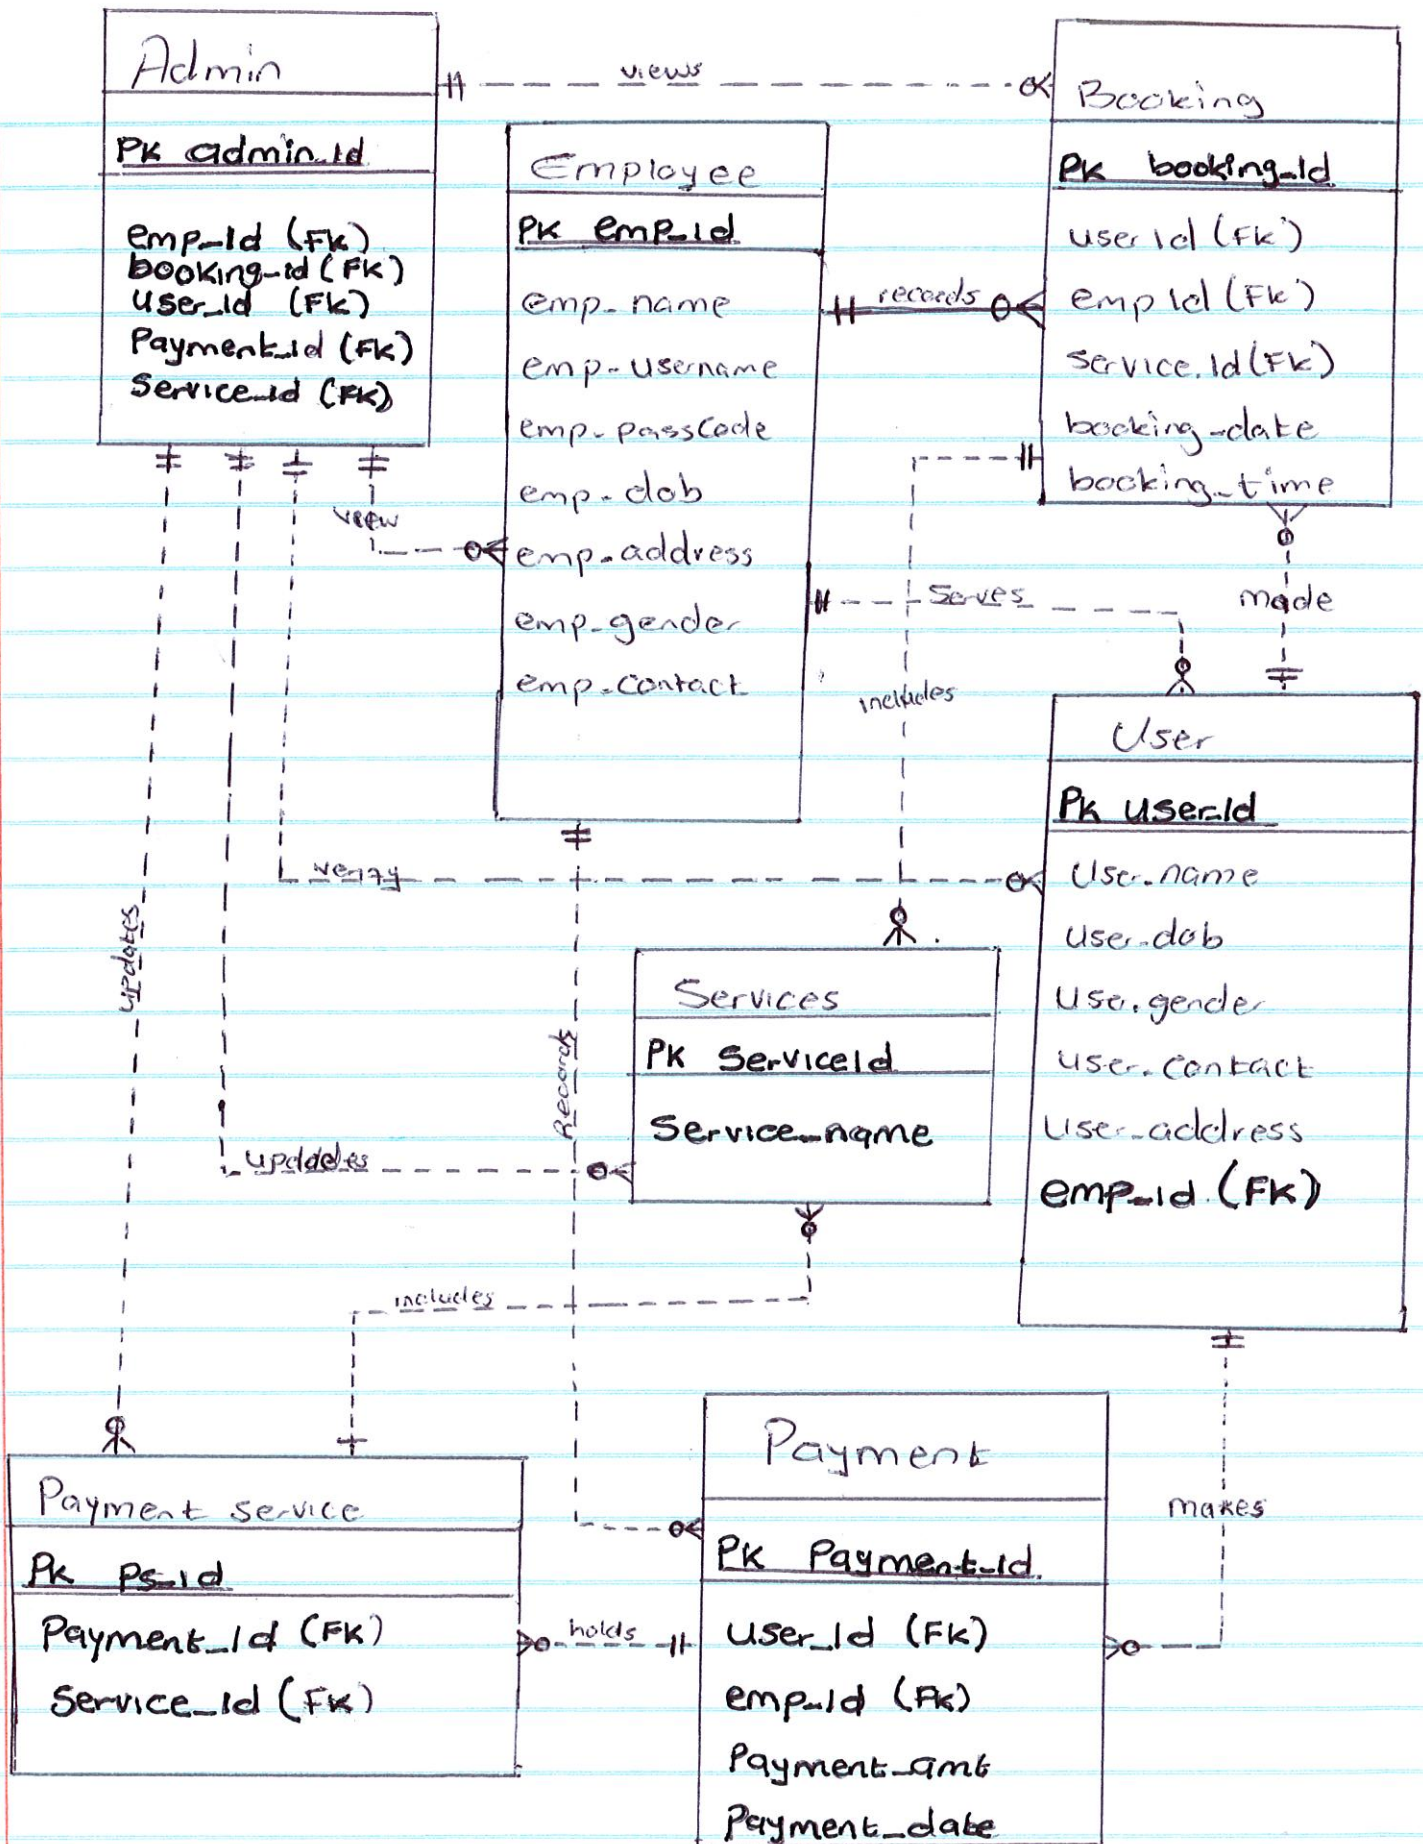 Admin
PK admin_id
emp_Id (FK)
booking_id (FK)
user_Id (FK)
Payment_Id (FK)
Service_id (FK)
views
Booking
PK booking_Id
user Id (FK)
emp Id (FK)
Service.Id (FK)
booking_date
booking_time
Employee
PK emp_Id
emp_name
emp_username
emp_passCode
emp_dob
emp_address
emp_gender
emp_contact
records
view
Serves
made
includes
User
PK user_Id
User_name
user_dob
User_gender
user_contact
User_address
emp_Id (FK)
updates
Records
Services
PK ServiceId
Service_name
includes
Payment service
PK Ps_Id
Payment_Id (FK)
Service_Id (FK)
holds
Payment
PK Payment_Id
user_Id (FK)
emp_Id (FK)
Payment_amt
Payment_date
makes